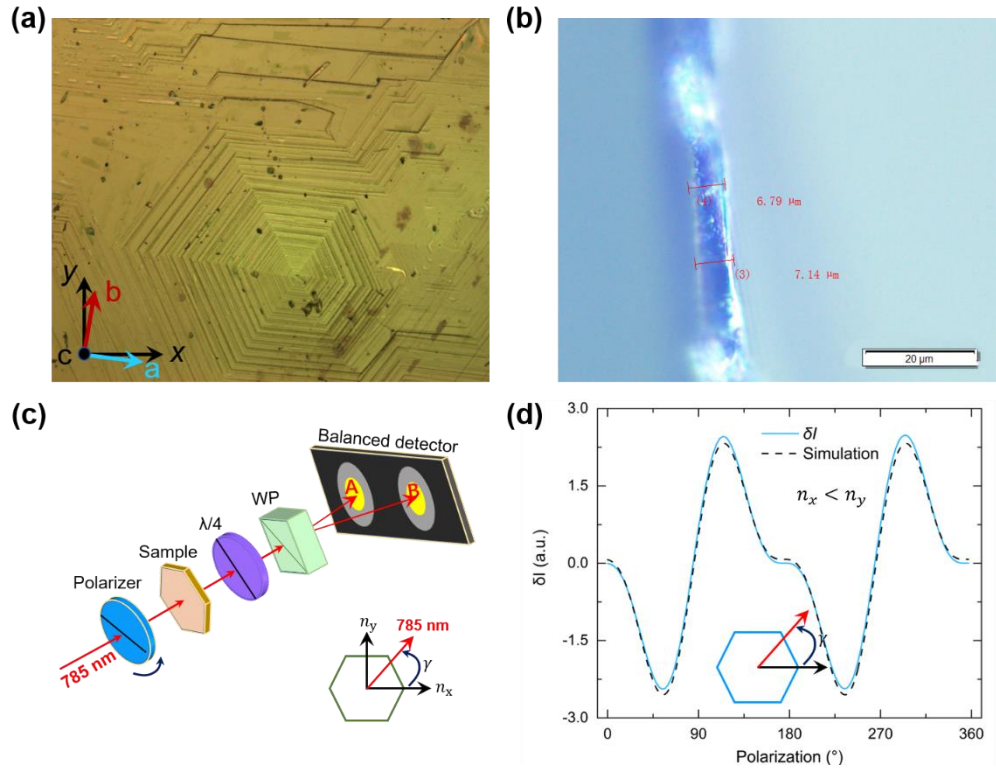 (a)
y
b
c
x
a
(b)
6.79 μm
(4)
(3)
7.14 μm
20 μm
(c)
Balanced detector
A
B
WP
λ/4
Sample
Polarizer
785 nm
n_y
785 nm
γ
n_x
(d)
3.0
δI
Simulation
1.5
n_x < n_y
δI (a.u.)
0.0
-1.5
γ
-3.0
0
90
180
270
360
Polarization (°)